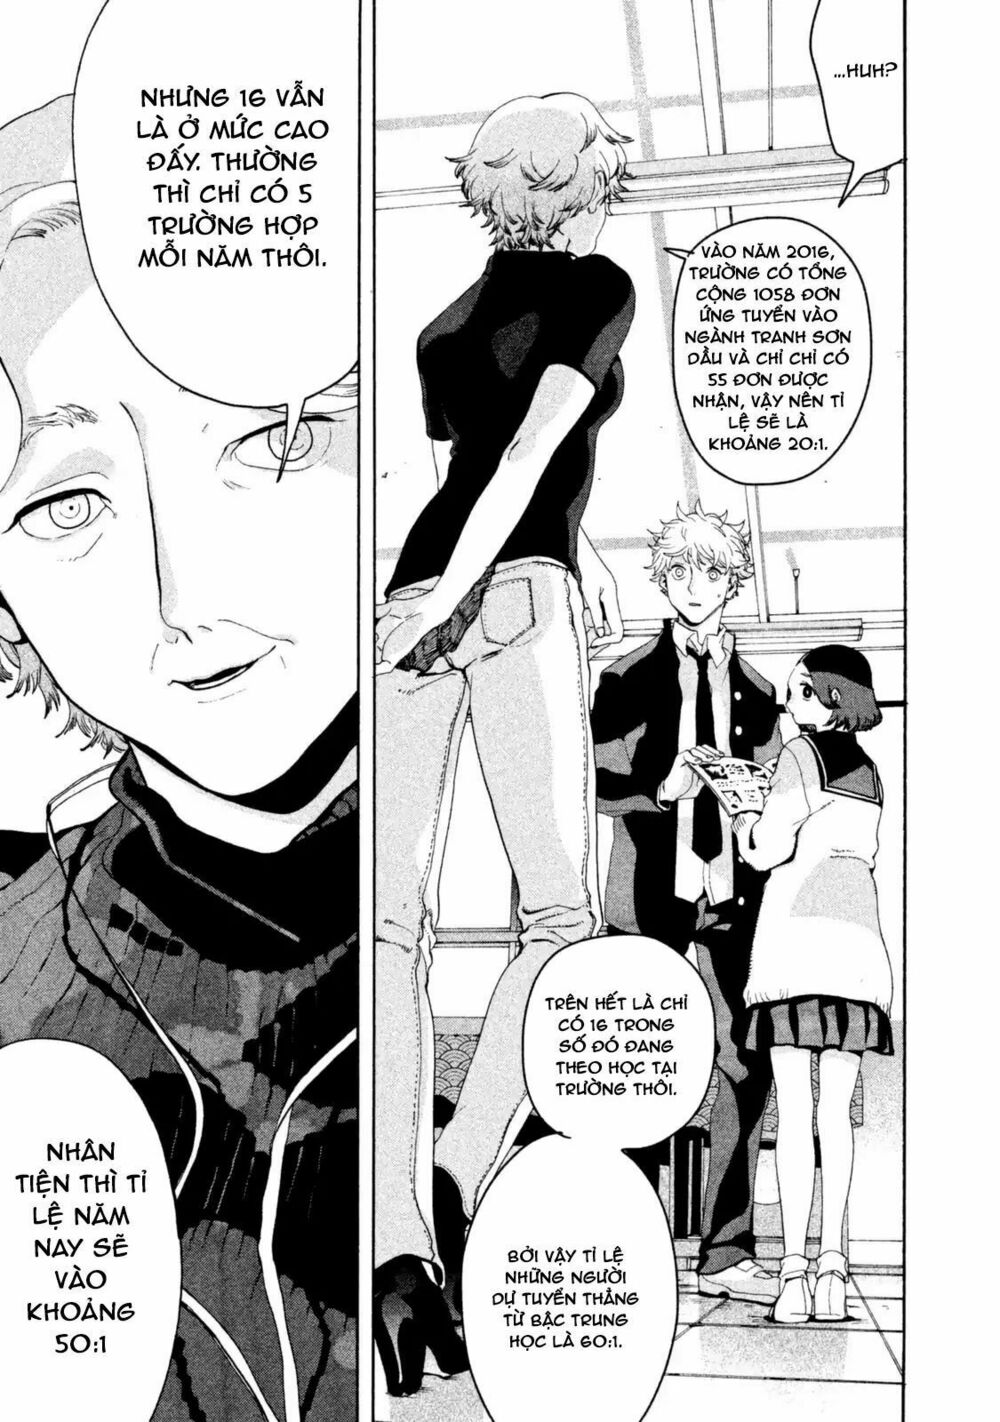 ...HUH?
VÀO NĂM 2016,
TRƯỜNG CÓ TỔNG
CỘNG 1058 ĐƠN
ỨNG TUYỂN VÀO
NGÀNH TRANH SƠN
DẦU VÀ CHỈ CHỈ CÓ
55 ĐƠN ĐƯỢC
NHẬN, VẬY NÊN TỈ
LỆ SẼ LÀ
KHOẢNG 20:1.
TRÊN HẾT LÀ CHỈ
CÓ 16 TRONG
SỐ ĐÓ ĐANG
THEO HỌC TẠI
TRƯỜNG THÔI.
BỞI VẬY TỈ LỆ
NHỮNG NGƯỜI
DỰ TUYỂN THẲNG
TỪ BẬC TRUNG
HỌC LÀ 60:1.
NHƯNG 16 VẪN
LÀ Ở MỨC CAO
ĐẤY. THƯỜNG
THÌ CHỈ CÓ 5
TRƯỜNG HỢP
MỖI NĂM THÔI.
NHÂN
TIỆN THÌ TỈ
LỆ NĂM
NAY SẼ
VÀO
KHOẢNG
50:1